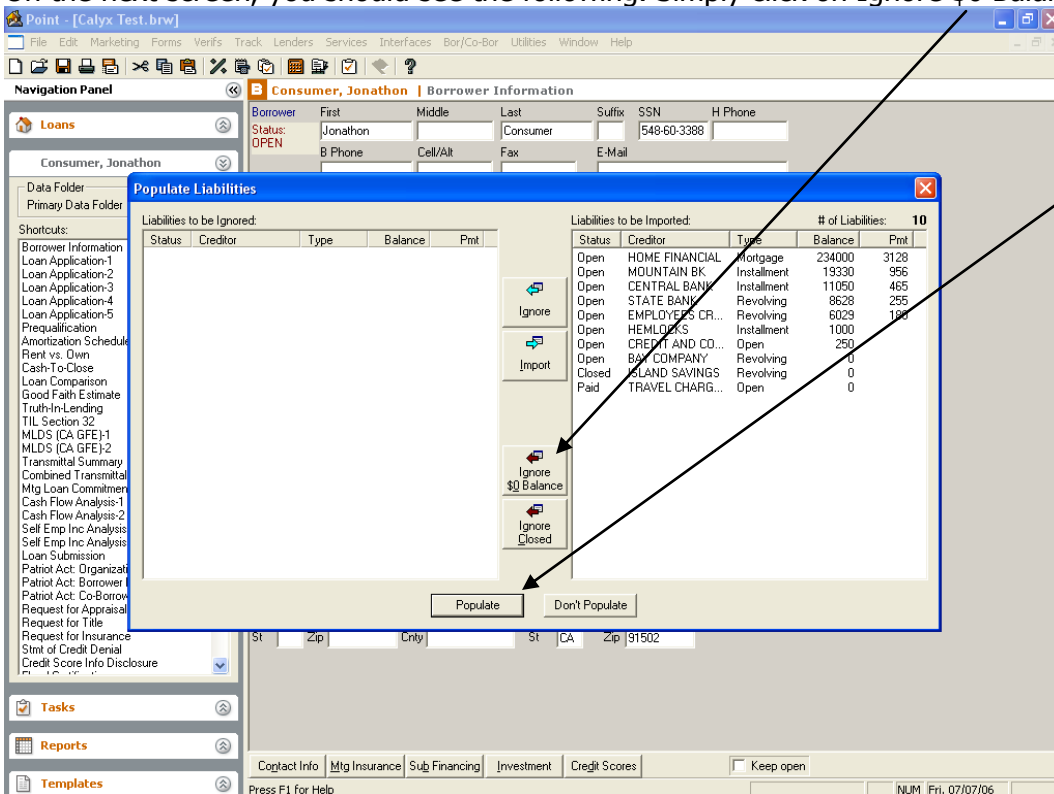 On the next screen, you should see the following. Simply click on Ignore $0 Balan
Point - [Calyx Test.brw]
File Edit Marketing Forms Verifs Track Lenders Services Interfaces Bor/Co-Bor Utilities Window Help
Navigation Panel
B Consumer, Jonathon | Borrower Information
Loans
Consumer, Jonathon
Data Folder
Primary Data Folder
Shortcuts:
Borrower Information
Loan Application-1
Loan Application-2
Loan Application-3
Loan Application-4
Loan Application-5
Prequalification
Amortization Schedule
Rent vs. Own
Cash-To-Close
Loan Comparison
Good Faith Estimate
Truth-In-Lending
TIL Section 32
MLDS (CA GFE)-1
MLDS (CA GFE)-2
Transmittal Summary
Combined Transmittal
Mtg Loan Commitmen
Cash Flow Analysis-1
Cash Flow Analysis-2
Self Emp Inc Analysis
Self Emp Inc Analysis
Loan Submission
Patriot Act: Organizati
Patriot Act: Borrower I
Patriot Act: Co-Borrow
Request for Appraisal
Request for Title
Request for Insurance
Stmt of Credit Denial
Credit Score Info Disclosure
Tasks
Reports
Templates
Borrower First Middle Last Suffix SSN H Phone
Status: Jonathon Consumer 548-60-3388
OPEN
B Phone Cell/Alt Fax E-Mail
Populate Liabilities
Liabilities to be Ignored:
Status Creditor Type Balance Pmt
Ignore
Import
Ignore
$0 Balance
Ignore
Closed
Liabilities to be Imported: # of Liabilities: 10
Status Creditor Type Balance Pmt
Open HOME FINANCIAL Mortgage 234000 3128
Open MOUNTAIN BK Installment 19330 956
Open CENTRAL BANK Installment 11050 465
Open STATE BANK Revolving 8628 255
Open EMPLOYEES CR... Revolving 6029 180
Open HEMLOCKS Installment 1000
Open CREDIT AND CO... Open 250
Open BAY COMPANY Revolving 0
Closed ISLAND SAVINGS Revolving 0
Paid TRAVEL CHARG... Open 0
Populate Don't Populate
St Zip Cnty St CA Zip 91502
Contact Info Mtg Insurance Sub Financing Investment Credit Scores Keep open
Press F1 for Help NUM Fri, 07/07/06